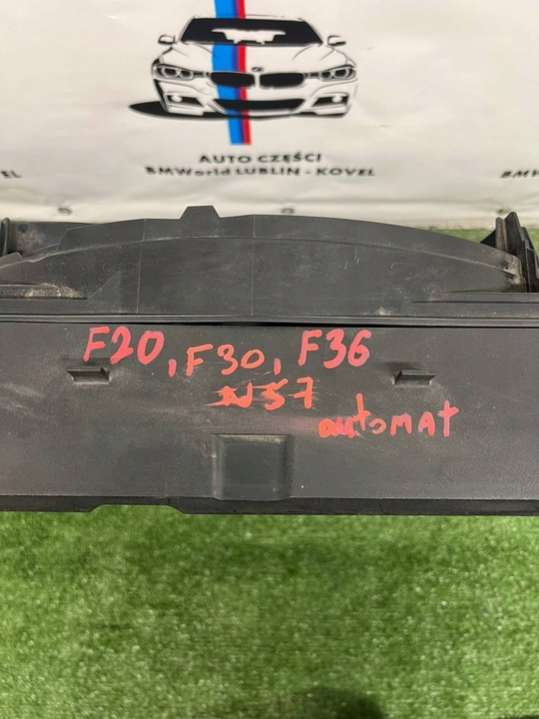 AUTO CZĘŚCI
BMWorld LUBLIN - KOVEL
F20, F30, F36
N57
automat